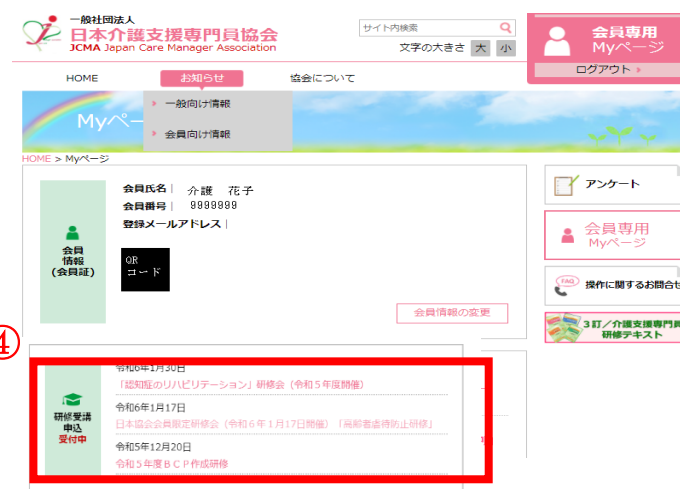 一般社団法人
日本介護支援専門員協会
JCMA Japan Care Manager Association
サイト内検索
文字の大きさ 大 小
会員専用
Myページ
ログアウト
HOME お知らせ 協会について
一般向け情報
会員向け情報
Myペー
HOME > Myページ
会員
情報
(会員証)
会員氏名 | 介護 花子
会員番号 | 9999999
登録メールアドレス |
QR
コード
会員情報の変更
アンケート
会員専用
Myページ
FAQ 操作に関するお問合せ
3訂/介護支援専門員
研修テキスト
4
研修受講
申込
受付中
令和6年1月30日
「認知症のリハビリテーション」研修会(令和5年度開催)
令和6年1月17日
日本協会会員限定研修会(令和6年1月17日開催)「高齢者虐待防止研修」
令和5年12月20日
令和5年度BCP作成研修